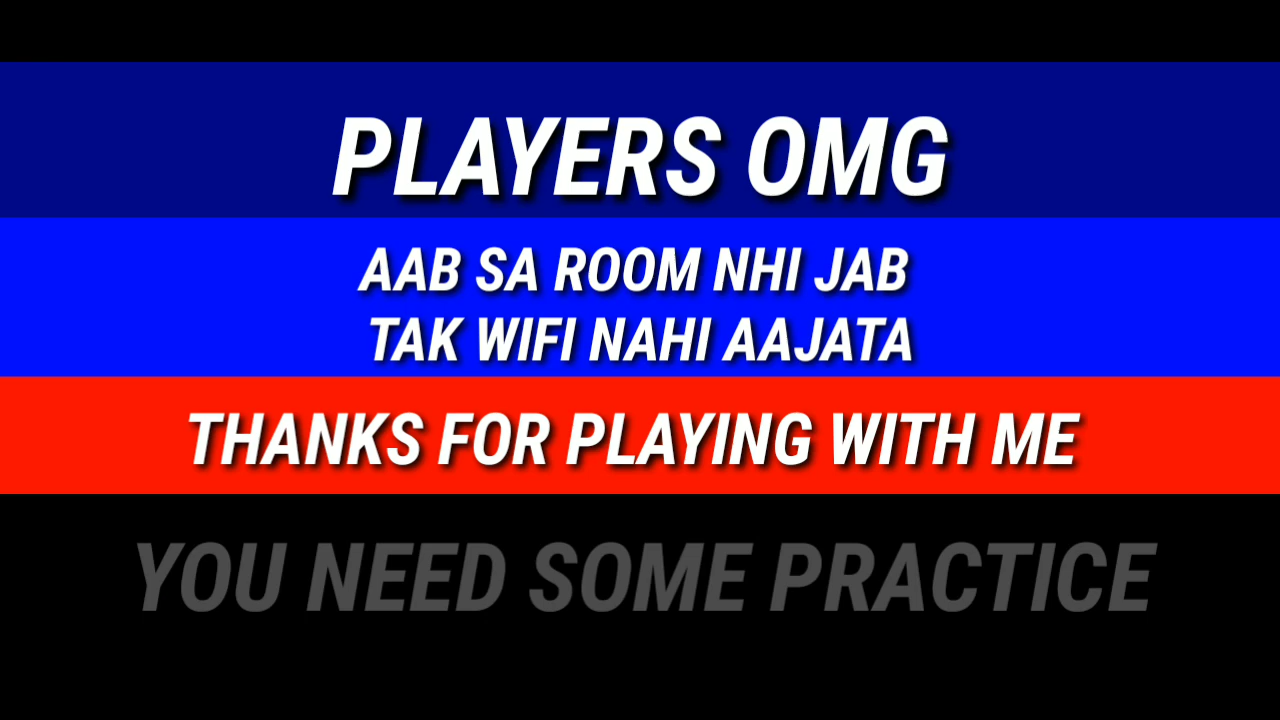 PLAYERS OMG
AAB SA ROOM NHI JAB
TAK WIFI NAHI AAJATA
THANKS FOR PLAYING WITH ME
YOU NEED SOME PRACTICE